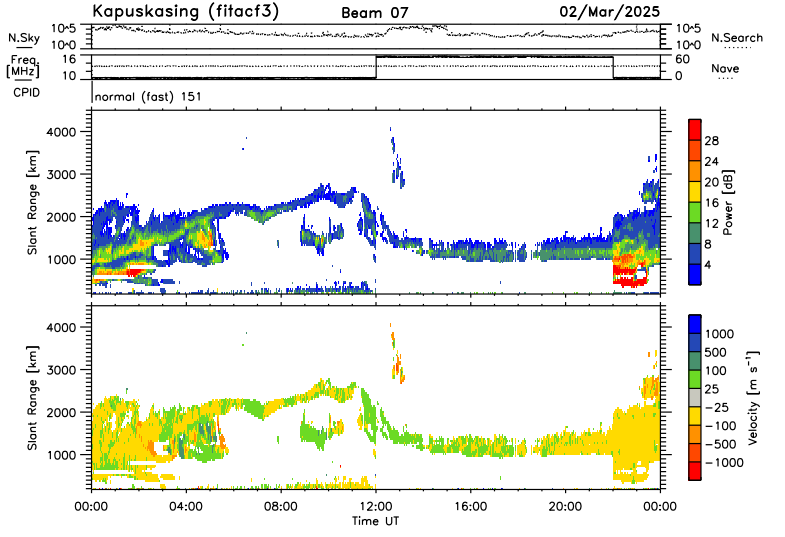 Kapuskasing (fitacf3) Beam 07 02/Mar/2025
N.Sky 10^5 10^0 10^5 10^0 N.Search
Freq. [MHz] 16 10 60 0 Nave
CPID normal (fast) 151
Slant Range [km]
4000
3000
2000
1000
28
24
20
16
12
8
4
Power [dB]
Slant Range [km]
4000
3000
2000
1000
1000
500
100
25
−25
−100
−500
−1000
Velocity [m s⁻¹]
00:00 04:00 08:00 12:00 16:00 20:00 00:00
Time UT